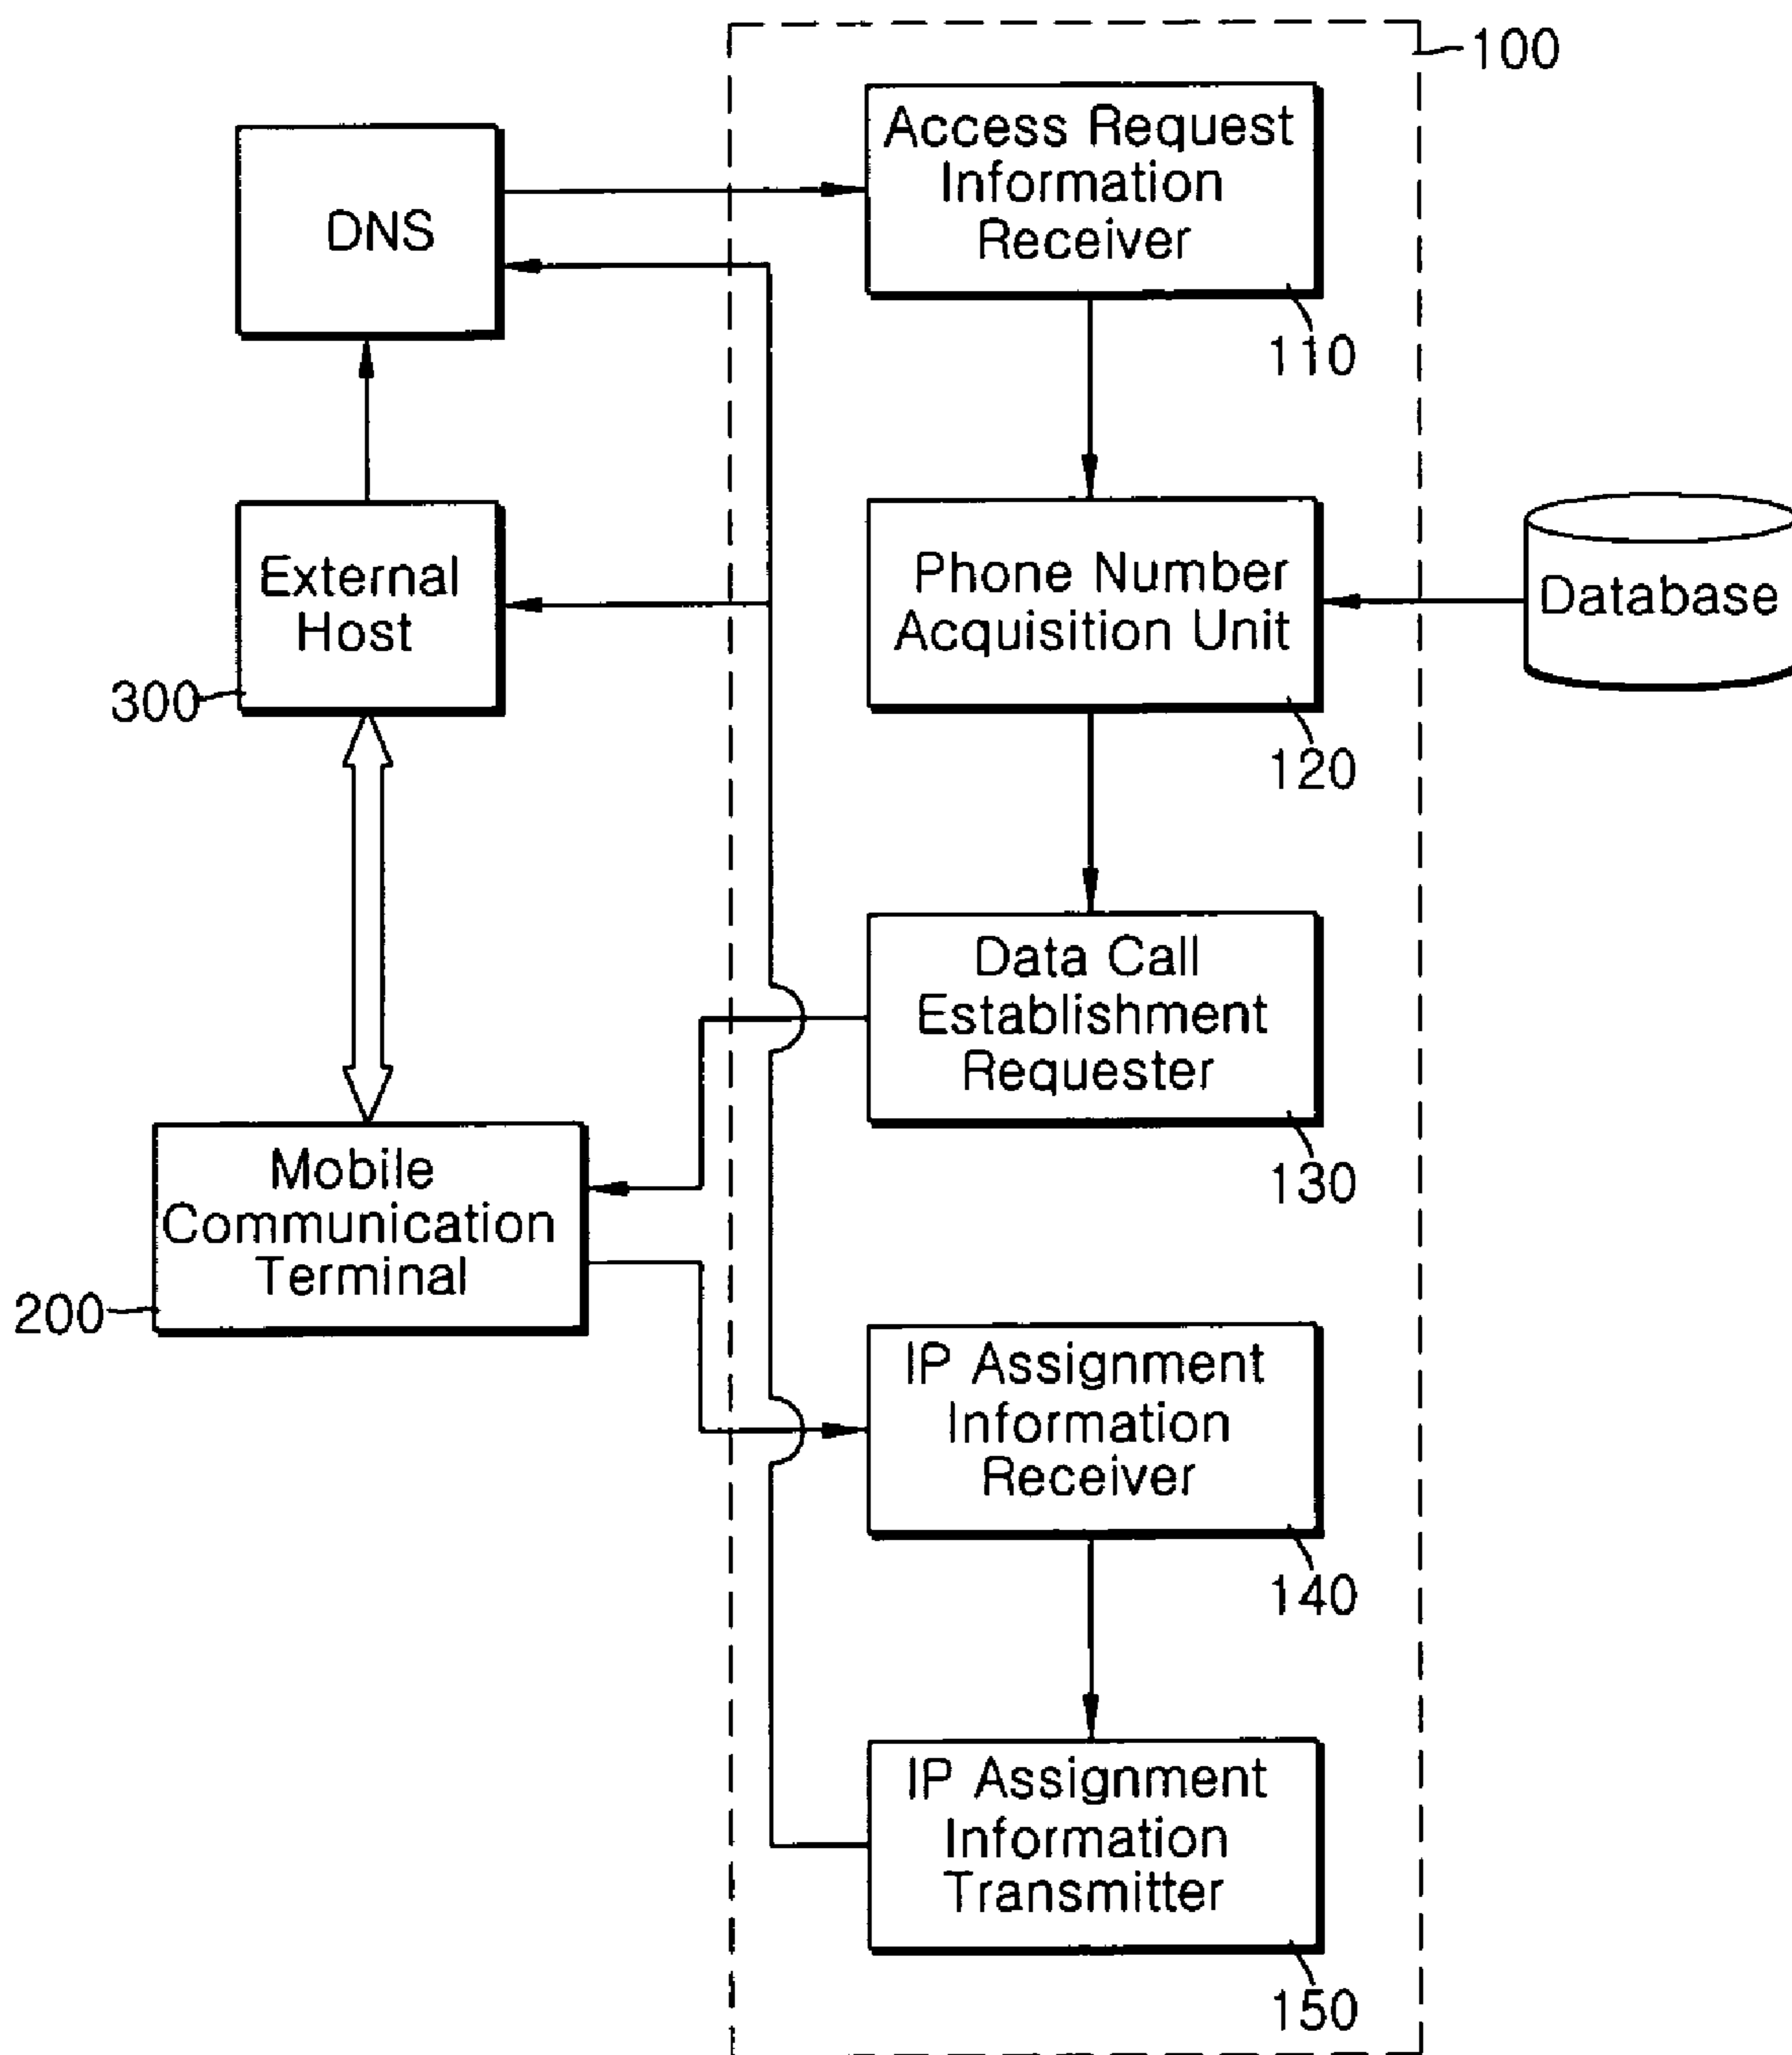 100
Access Request
Information
Receiver
110
DNS
External
Host
300
Phone Number
Acquisition Unit
120
Database
Data Call
Establishment
Requester
130
Mobile
Communication
Terminal
200
IP Assignment
Information
Receiver
140
IP Assignment
Information
Transmitter
150